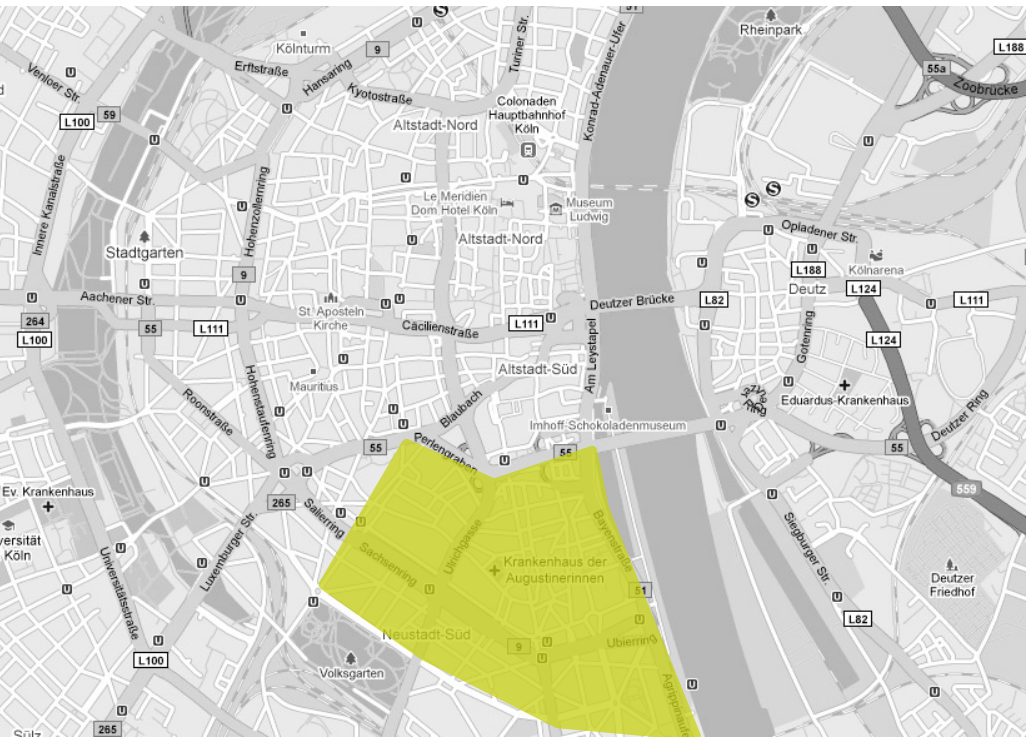 51
Rheinpark
Turiner Str.
9
Kölnturm
L188
Konrad-Adenauer-Ufer
Erftstraße
Hansaring
55a
Venloer Str.
Zoobrücke
Kyotostraße
Colonaden
Hauptbahnhof
Köln
59
L100
Altstadt-Nord
Innere Kanalstraße
Hohenzollernring
Le Meridien
Dom Hotel Köln
Museum
Ludwig
Opladener Str.
Altstadt-Nord
Stadtgarten
L188
Kölnarena
9
Deutz
L124
Aachener Str.
Deutzer Brücke
L82
L111
St. Aposteln
Kirche
264
L100
55
L111
Cäcilienstraße
L111
Gotenring
L124
Am Leystapel
Altstadt-Süd
Mauritius
Hohenstaufenring
Roonstraße
Blaubach
Eduardus-Krankenhaus
Deutzer Ring
Imhoff-Schokoladenmuseum
Perlengraben
55
55
55
559
Ev. Krankenhaus
265
Salierring
Luxemburger Str.
Bayenstraße
Siegburger Str.
Ulrichgasse
versität
Köln
Sachsenring
Krankenhaus der
Augustinerinnen
Universitätsstraße
Deutzer
Friedhof
51
L82
Neustadt-Süd
Ubierring
9
L100
Volksgarten
Agrippinaufe
265
Sülz